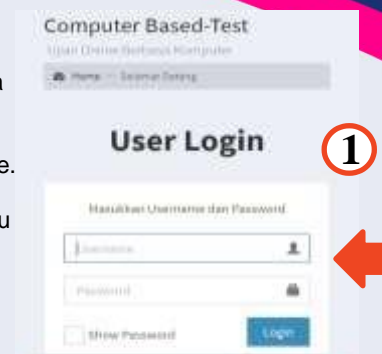 Computer Based-Test
Ujian Online Berbasis Komputer
Home Selamat Datang
a
User Login
1
e.
Masukkan Username dan Password
u
Username
Password
Show Password
Login